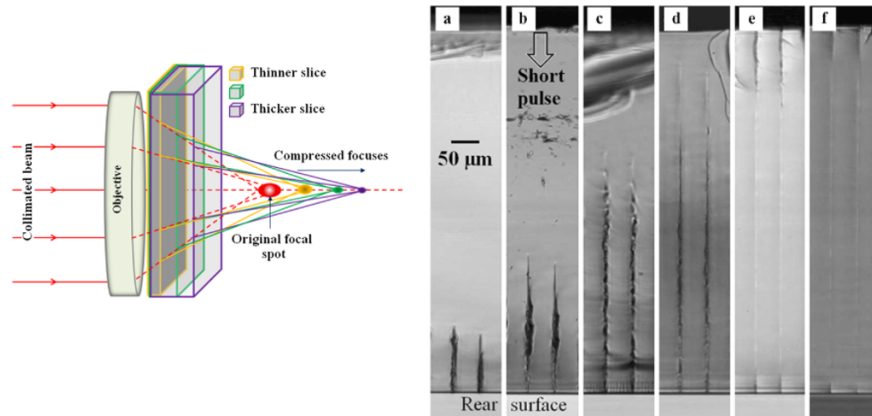 Thinner slice
Thicker slice
Compressed focuses
Collimated beam
Objective
Original focal
spot
a
b
c
d
e
f
Short
pulse
50 μm
Rear surface